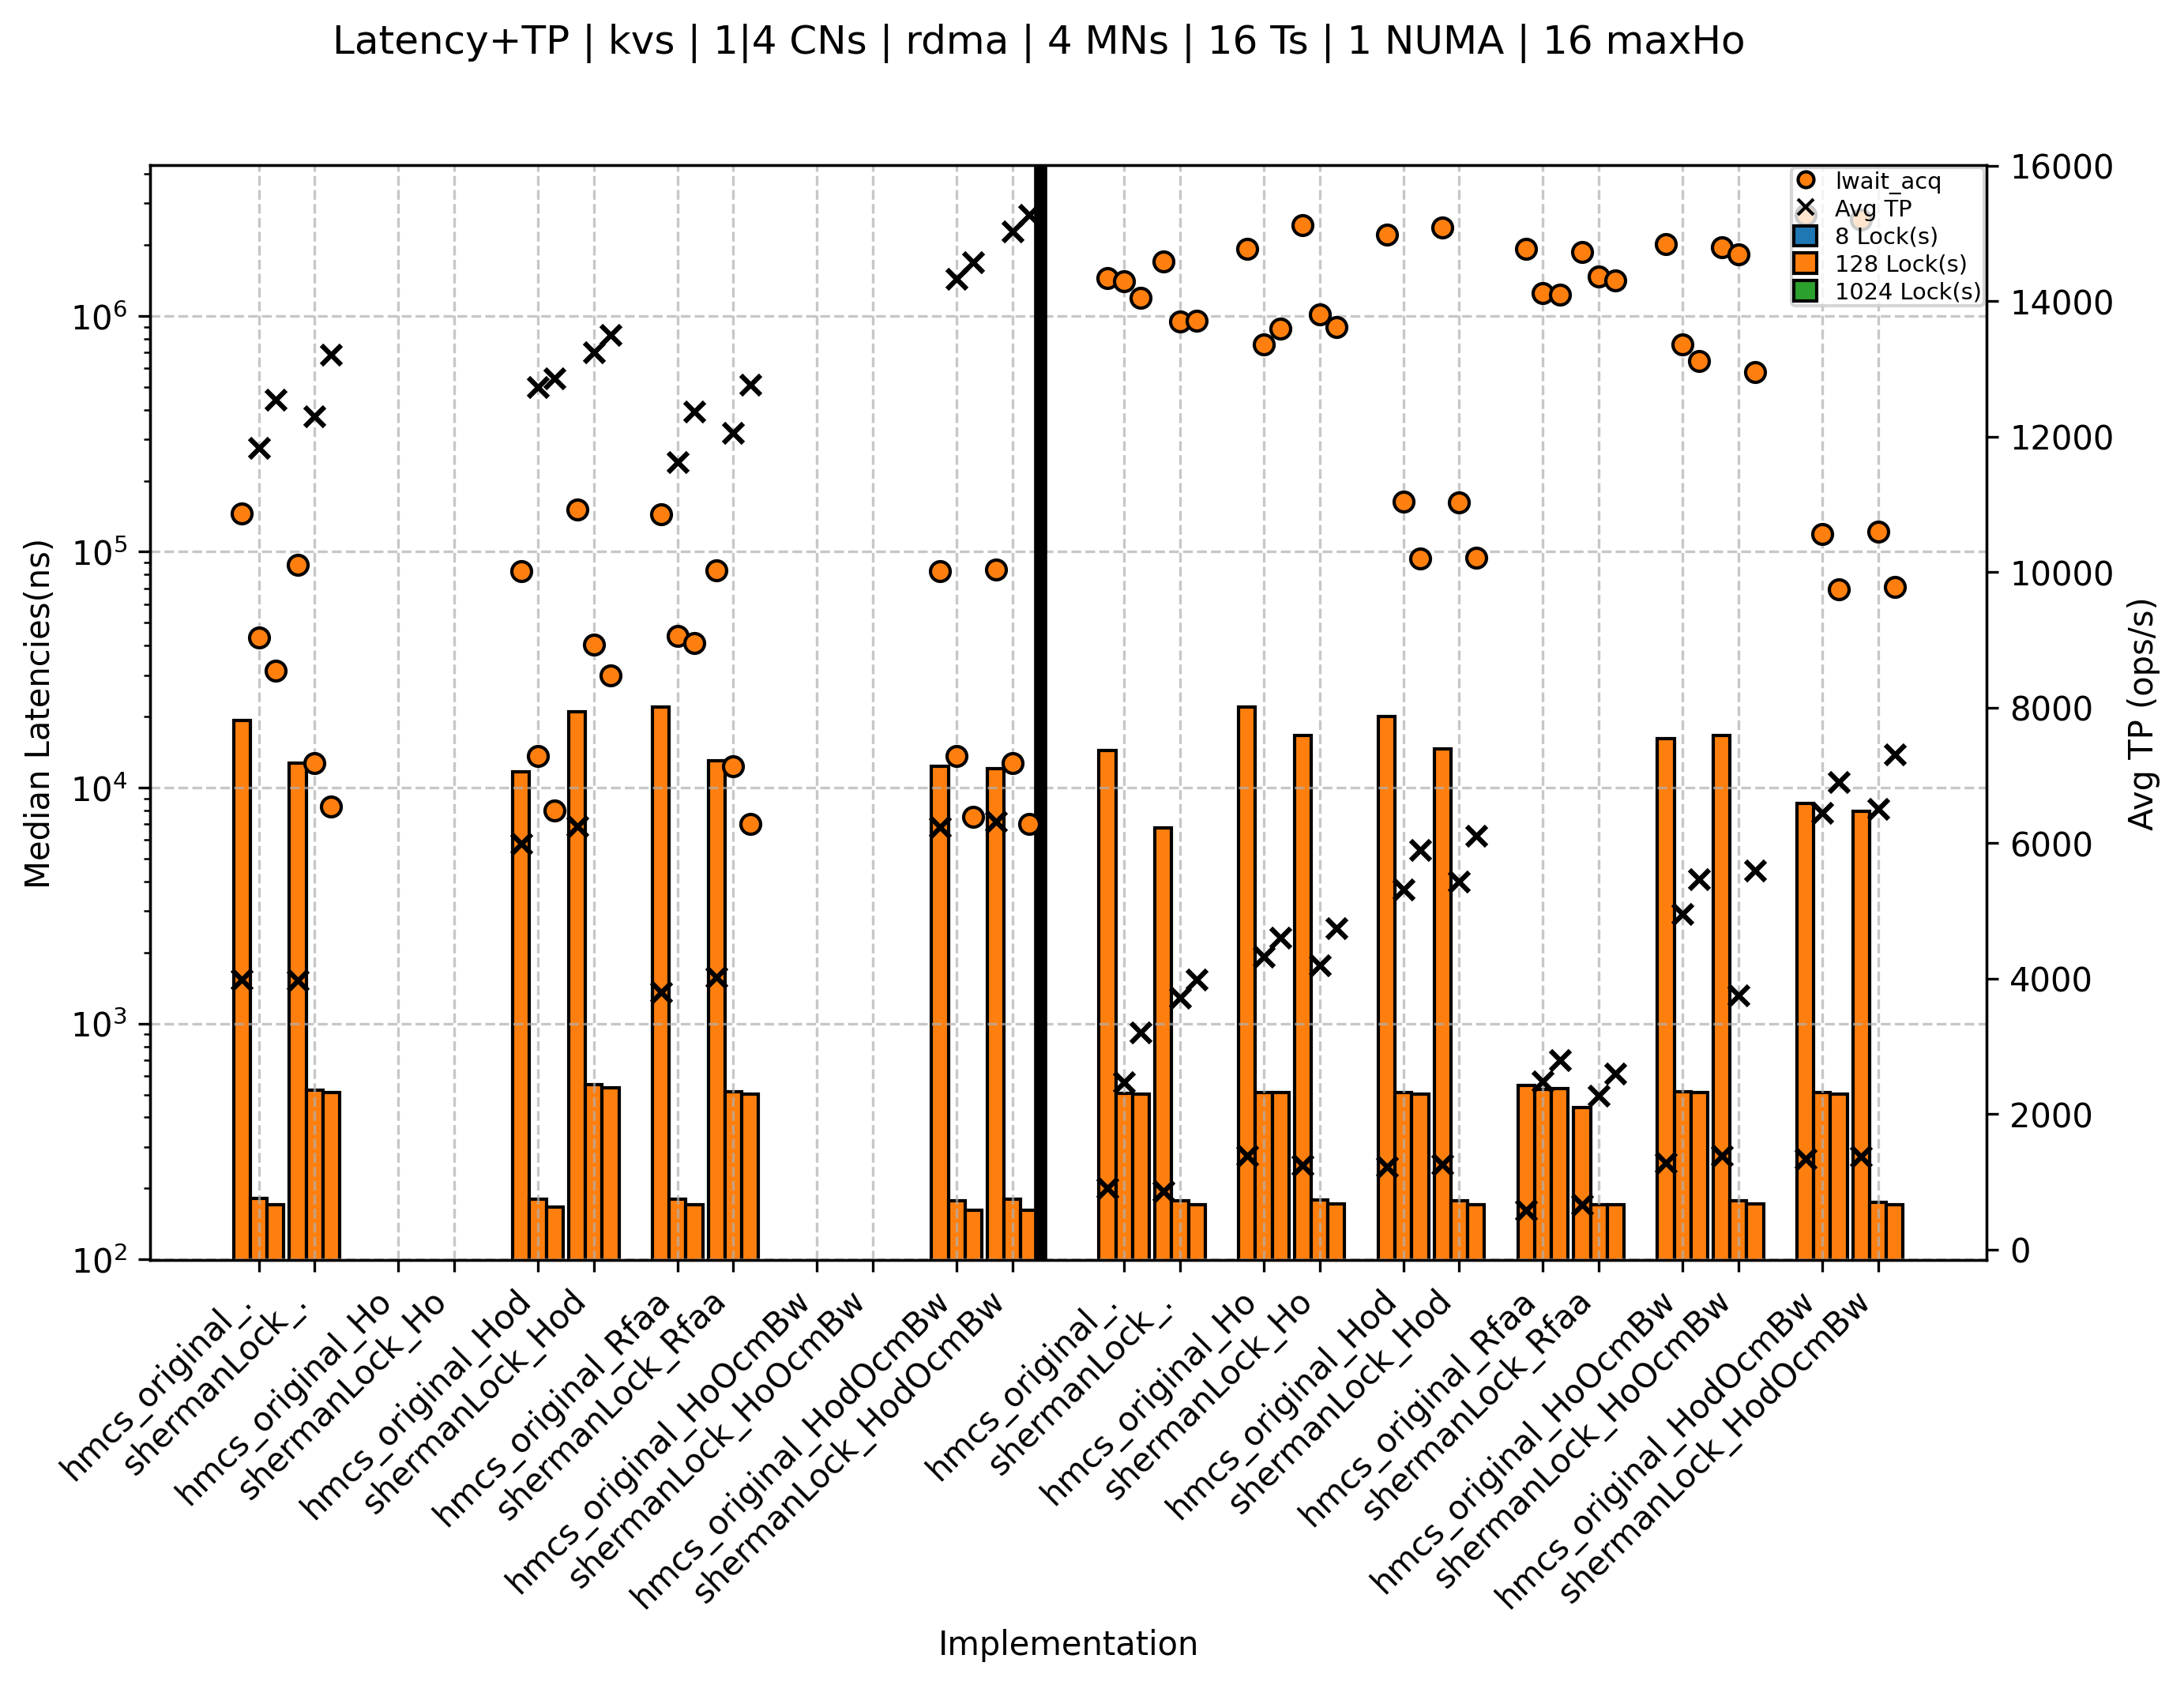 Latency+TP | kvs | 1|4 CNs | rdma | 4 MNs | 16 Ts | 1 NUMA | 16 maxHo
lwait_acq
Avg TP
8 Lock(s)
128 Lock(s)
1024 Lock(s)
Median Latencies(ns)
10⁶
10⁵
10⁴
10³
10²
16000
14000
12000
10000
8000
6000
4000
2000
0
Avg TP (ops/s)
hmcs_original_.
shermanLock_.
hmcs_original_Ho
shermanLock_Ho
hmcs_original_Hod
shermanLock_Hod
hmcs_original_Rfaa
shermanLock_Rfaa
hmcs_original_HoOcmBw
shermanLock_HoOcmBw
hmcs_original_HodOcmBw
shermanLock_HodOcmBw
hmcs_original_.
shermanLock_.
hmcs_original_Ho
shermanLock_Ho
hmcs_original_Hod
shermanLock_Hod
hmcs_original_Rfaa
shermanLock_Rfaa
hmcs_original_HoOcmBw
shermanLock_HoOcmBw
hmcs_original_HodOcmBw
shermanLock_HodOcmBw
Implementation